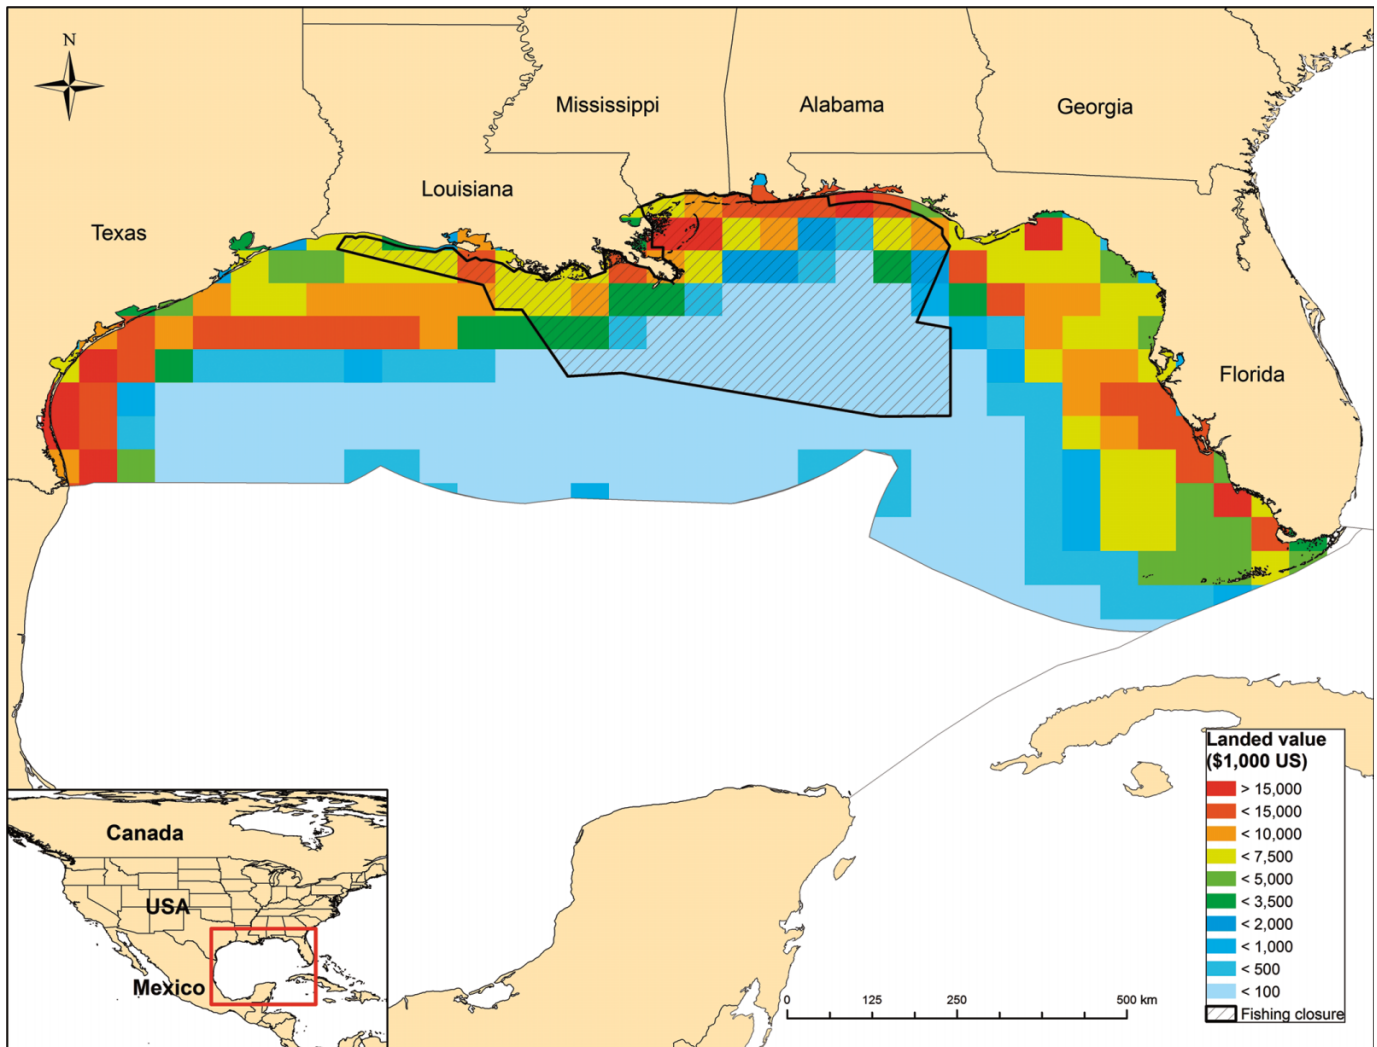 N
Mississippi
Alabama
Georgia
Louisiana
Texas
Florida
Landed value
($1,000 US)
> 15,000
< 15,000
< 10,000
< 7,500
< 5,000
< 3,500
< 2,000
< 1,000
< 500
< 100
Fishing closure
Canada
USA
Mexico
0 125 250 500 km